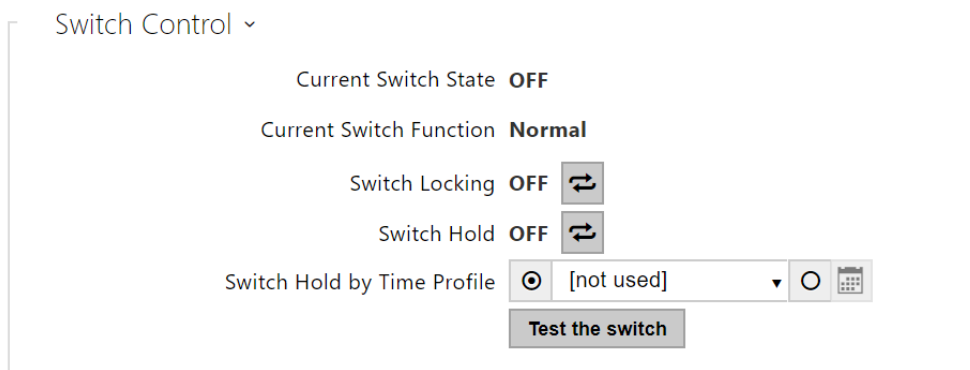 Switch Control
Current Switch State OFF
Current Switch Function Normal
Switch Locking OFF
Switch Hold OFF
Switch Hold by Time Profile [not used]
Test the switch